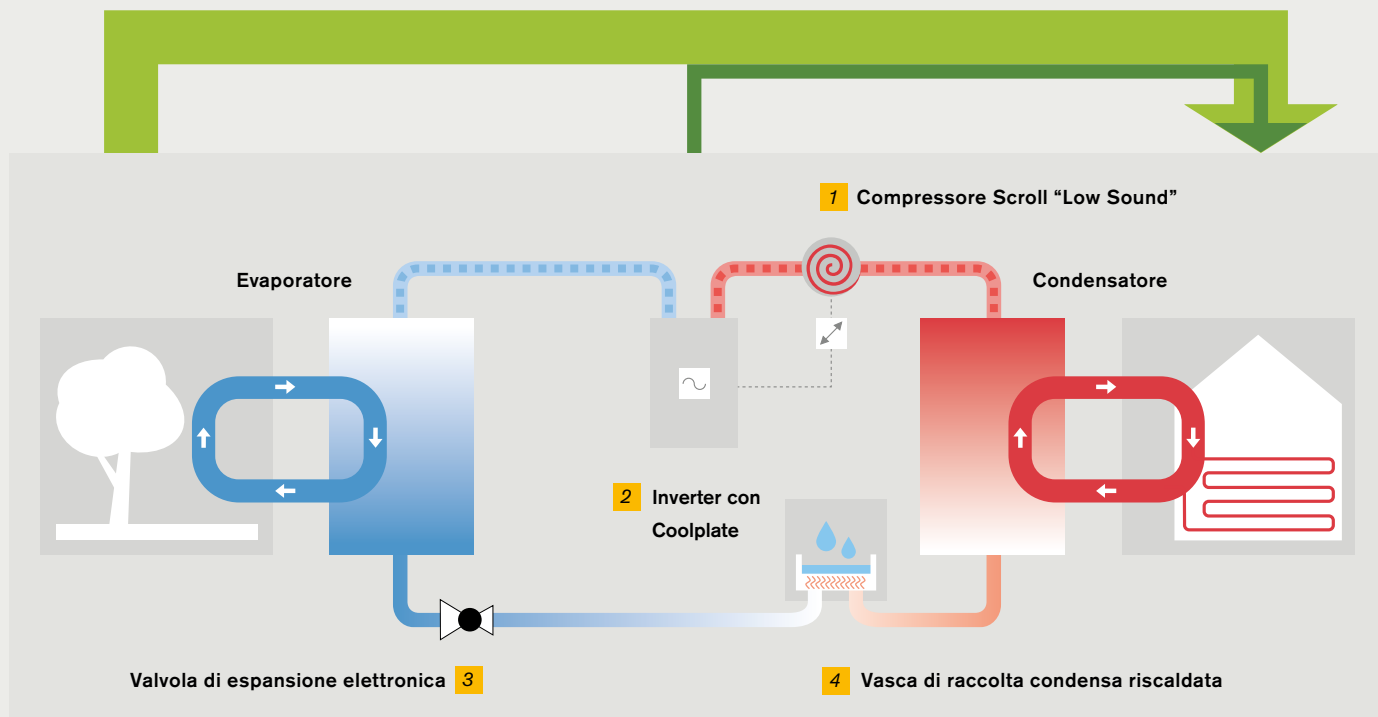 1 Compressore Scroll “Low Sound”
Evaporatore
Condensatore
2 Inverter con
Coolplate
Valvola di espansione elettronica 3
4 Vasca di raccolta condensa riscaldata